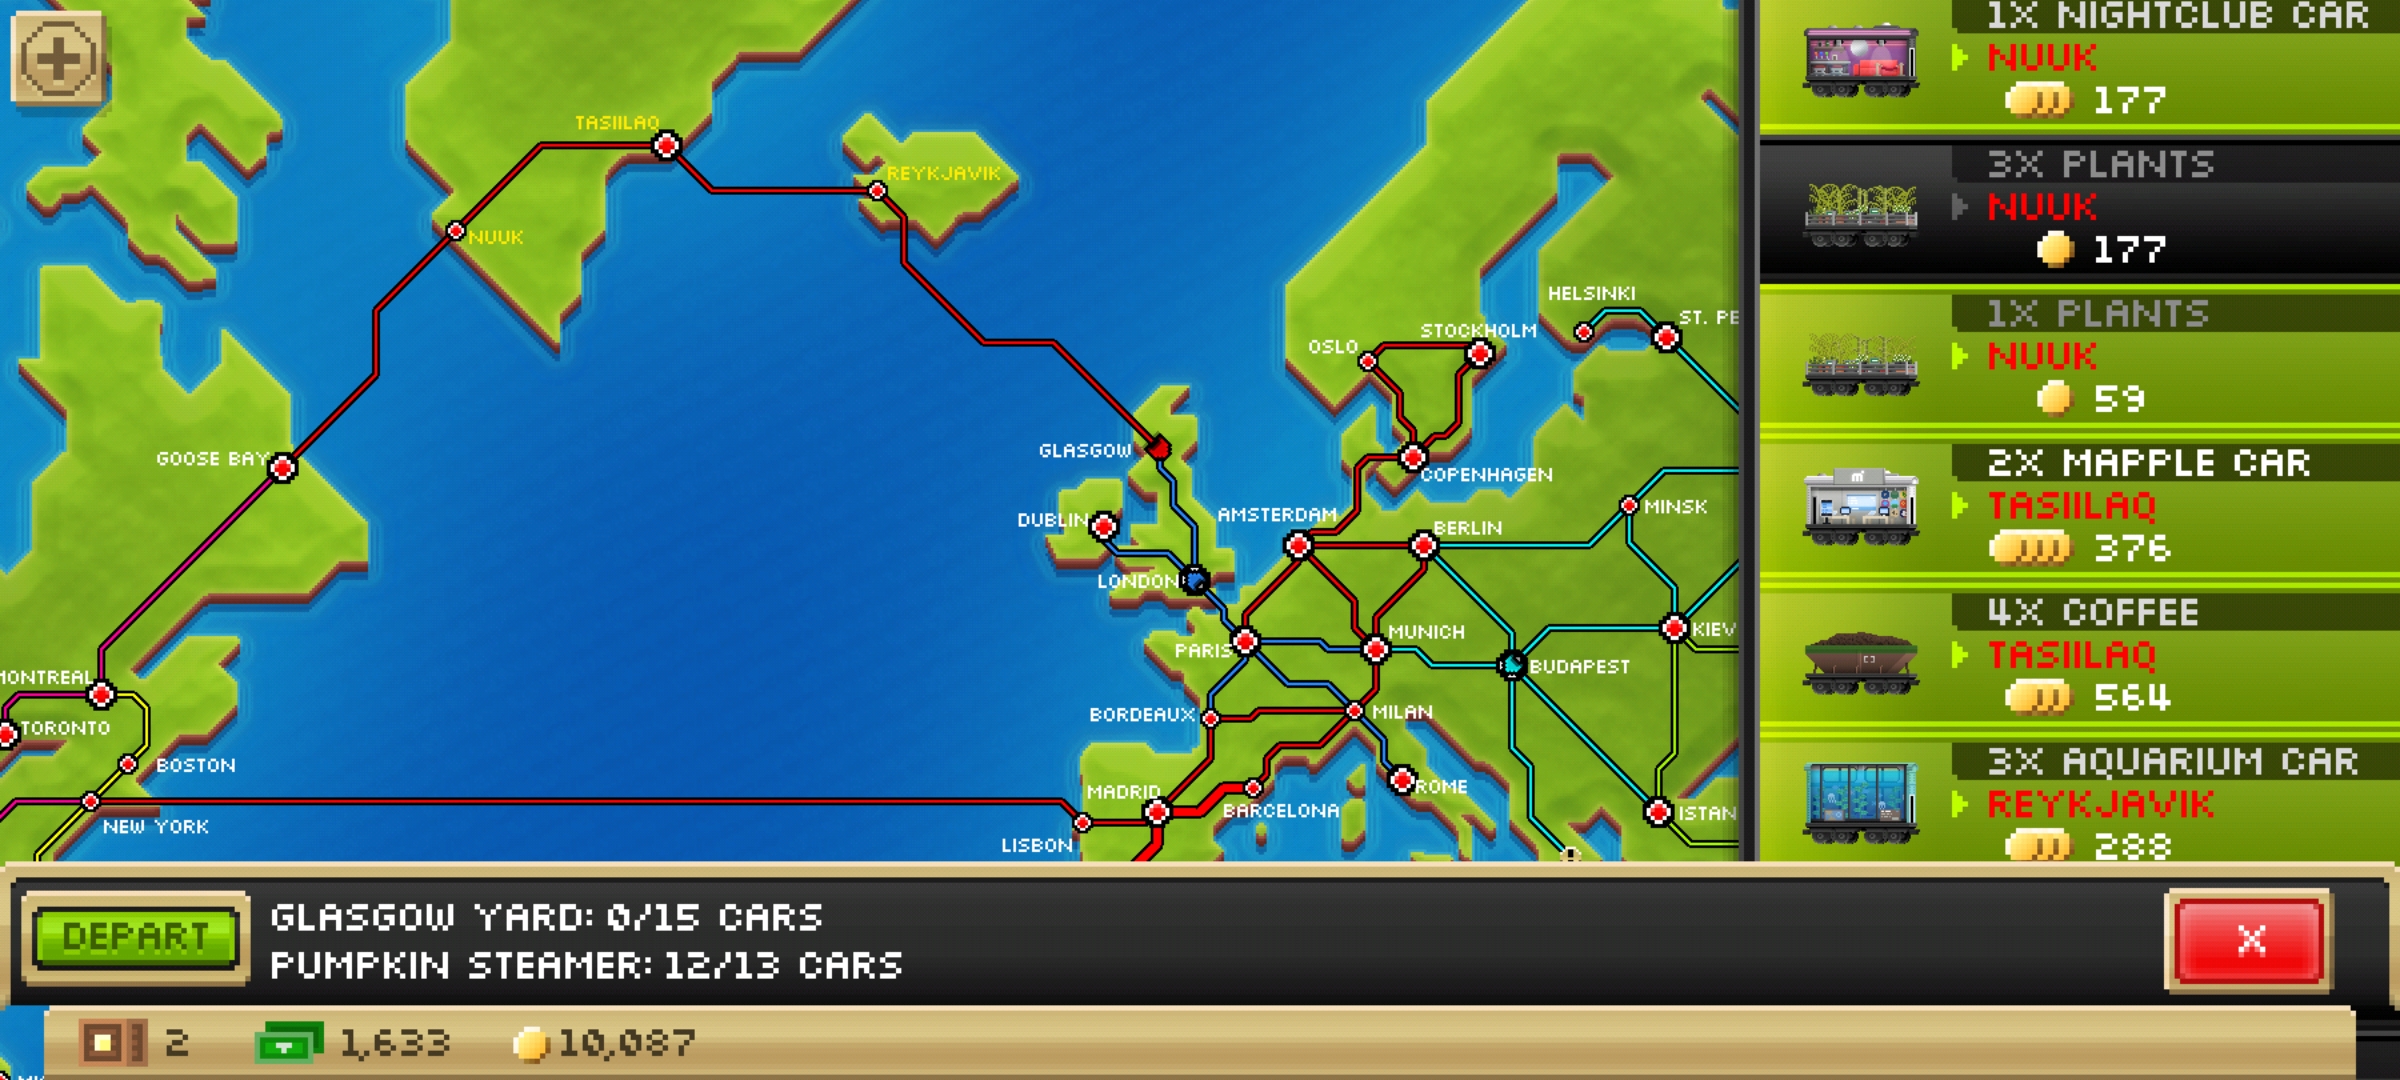 1X NIGHTCLUB CAR
NUUK
177
3X PLANTS
NUUK
177
1X PLANTS
NUUK
59
2X MAPPLE CAR
TASIILAQ
376
4X COFFEE
TASIILAQ
564
3X AQUARIUM CAR
REYKJAVIK
288
TASIILAQ
REYKJAVIK
NUUK
HELSINKI
ST. PE
STOCKHOLM
OSLO
GLASGOW
GOOSE BAY
COPENHAGEN
MINSK
AMSTERDAM
DUBLIN
BERLIN
LONDON
KIEV
MUNICH
PARIS
BUDAPEST
MONTREAL
BORDEAUX
MILAN
TORONTO
BOSTON
ROME
MADRID
BARCELONA
ISTAN
NEW YORK
LISBON
DEPART
GLASGOW YARD: 0/15 CARS
PUMPKIN STEAMER: 12/13 CARS
X
2
1,633
10,087